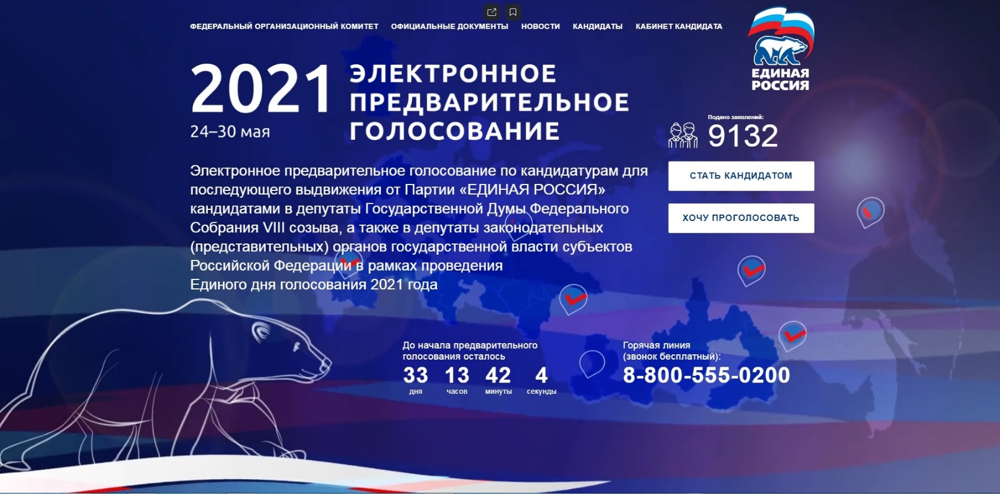 ФЕДЕРАЛЬНЫЙ ОРГАНИЗАЦИОННЫЙ КОМИТЕТ ОФИЦИАЛЬНЫЕ ДОКУМЕНТЫ НОВОСТИ КАНДИДАТЫ КАБИНЕТ КАНДИДАТА
ЕДИНАЯ
РОССИЯ
2021
24–30 мая
ЭЛЕКТРОННОЕ
ПРЕДВАРИТЕЛЬНОЕ
ГОЛОСОВАНИЕ
Подано заявлений:
9132
СТАТЬ КАНДИДАТОМ
ХОЧУ ПРОГОЛОСОВАТЬ
Электронное предварительное голосование по кандидатурам для
последующего выдвижения от Партии «ЕДИНАЯ РОССИЯ»
кандидатами в депутаты Государственной Думы Федерального
Собрания VIII созыва, а также в депутаты законодательных
(представительных) органов государственной власти субъектов
Российской Федерации в рамках проведения
Единого дня голосования 2021 года
До начала предварительного
голосования осталось
33 13 42 4
дня часов минуты секунды
Горячая линия
(звонок бесплатный):
8-800-555-0200